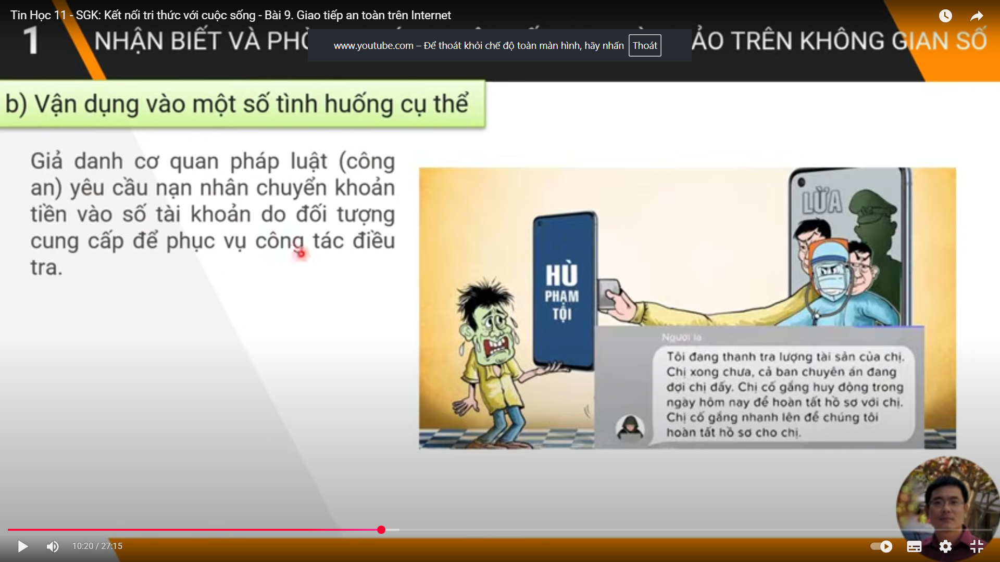 Tin Học 11 - SGK: Kết nối tri thức với cuộc sống - Bài 9. Giao tiếp an toàn trên Internet
1
NHẬN BIẾT VÀ
TRÊN KHÔNG GIAN SỐ
www.youtube.com – Để thoát khỏi chế độ toàn màn hình, hãy nhấn Thoát
b) Vận dụng vào một số tình huống cụ thể
Giả danh cơ quan pháp luật (công
an) yêu cầu nạn nhân chuyển khoản
tiền vào số tài khoản do đối tượng
cung cấp để phục vụ công tác điều
tra.
LỪA
HÙ
PHẠM
TỘI
Người lạ
Tôi đang thanh tra lượng tài sản của chị.
Chị xong chưa, cả ban chuyên án đang
đợi chị đấy. Chị cố gắng huy động trong
ngày hôm nay để hoàn tất hồ sơ với chị.
Chị cố gắng nhanh lên để chúng tôi
hoàn tất hồ sơ cho chị.
10:20 / 27:15